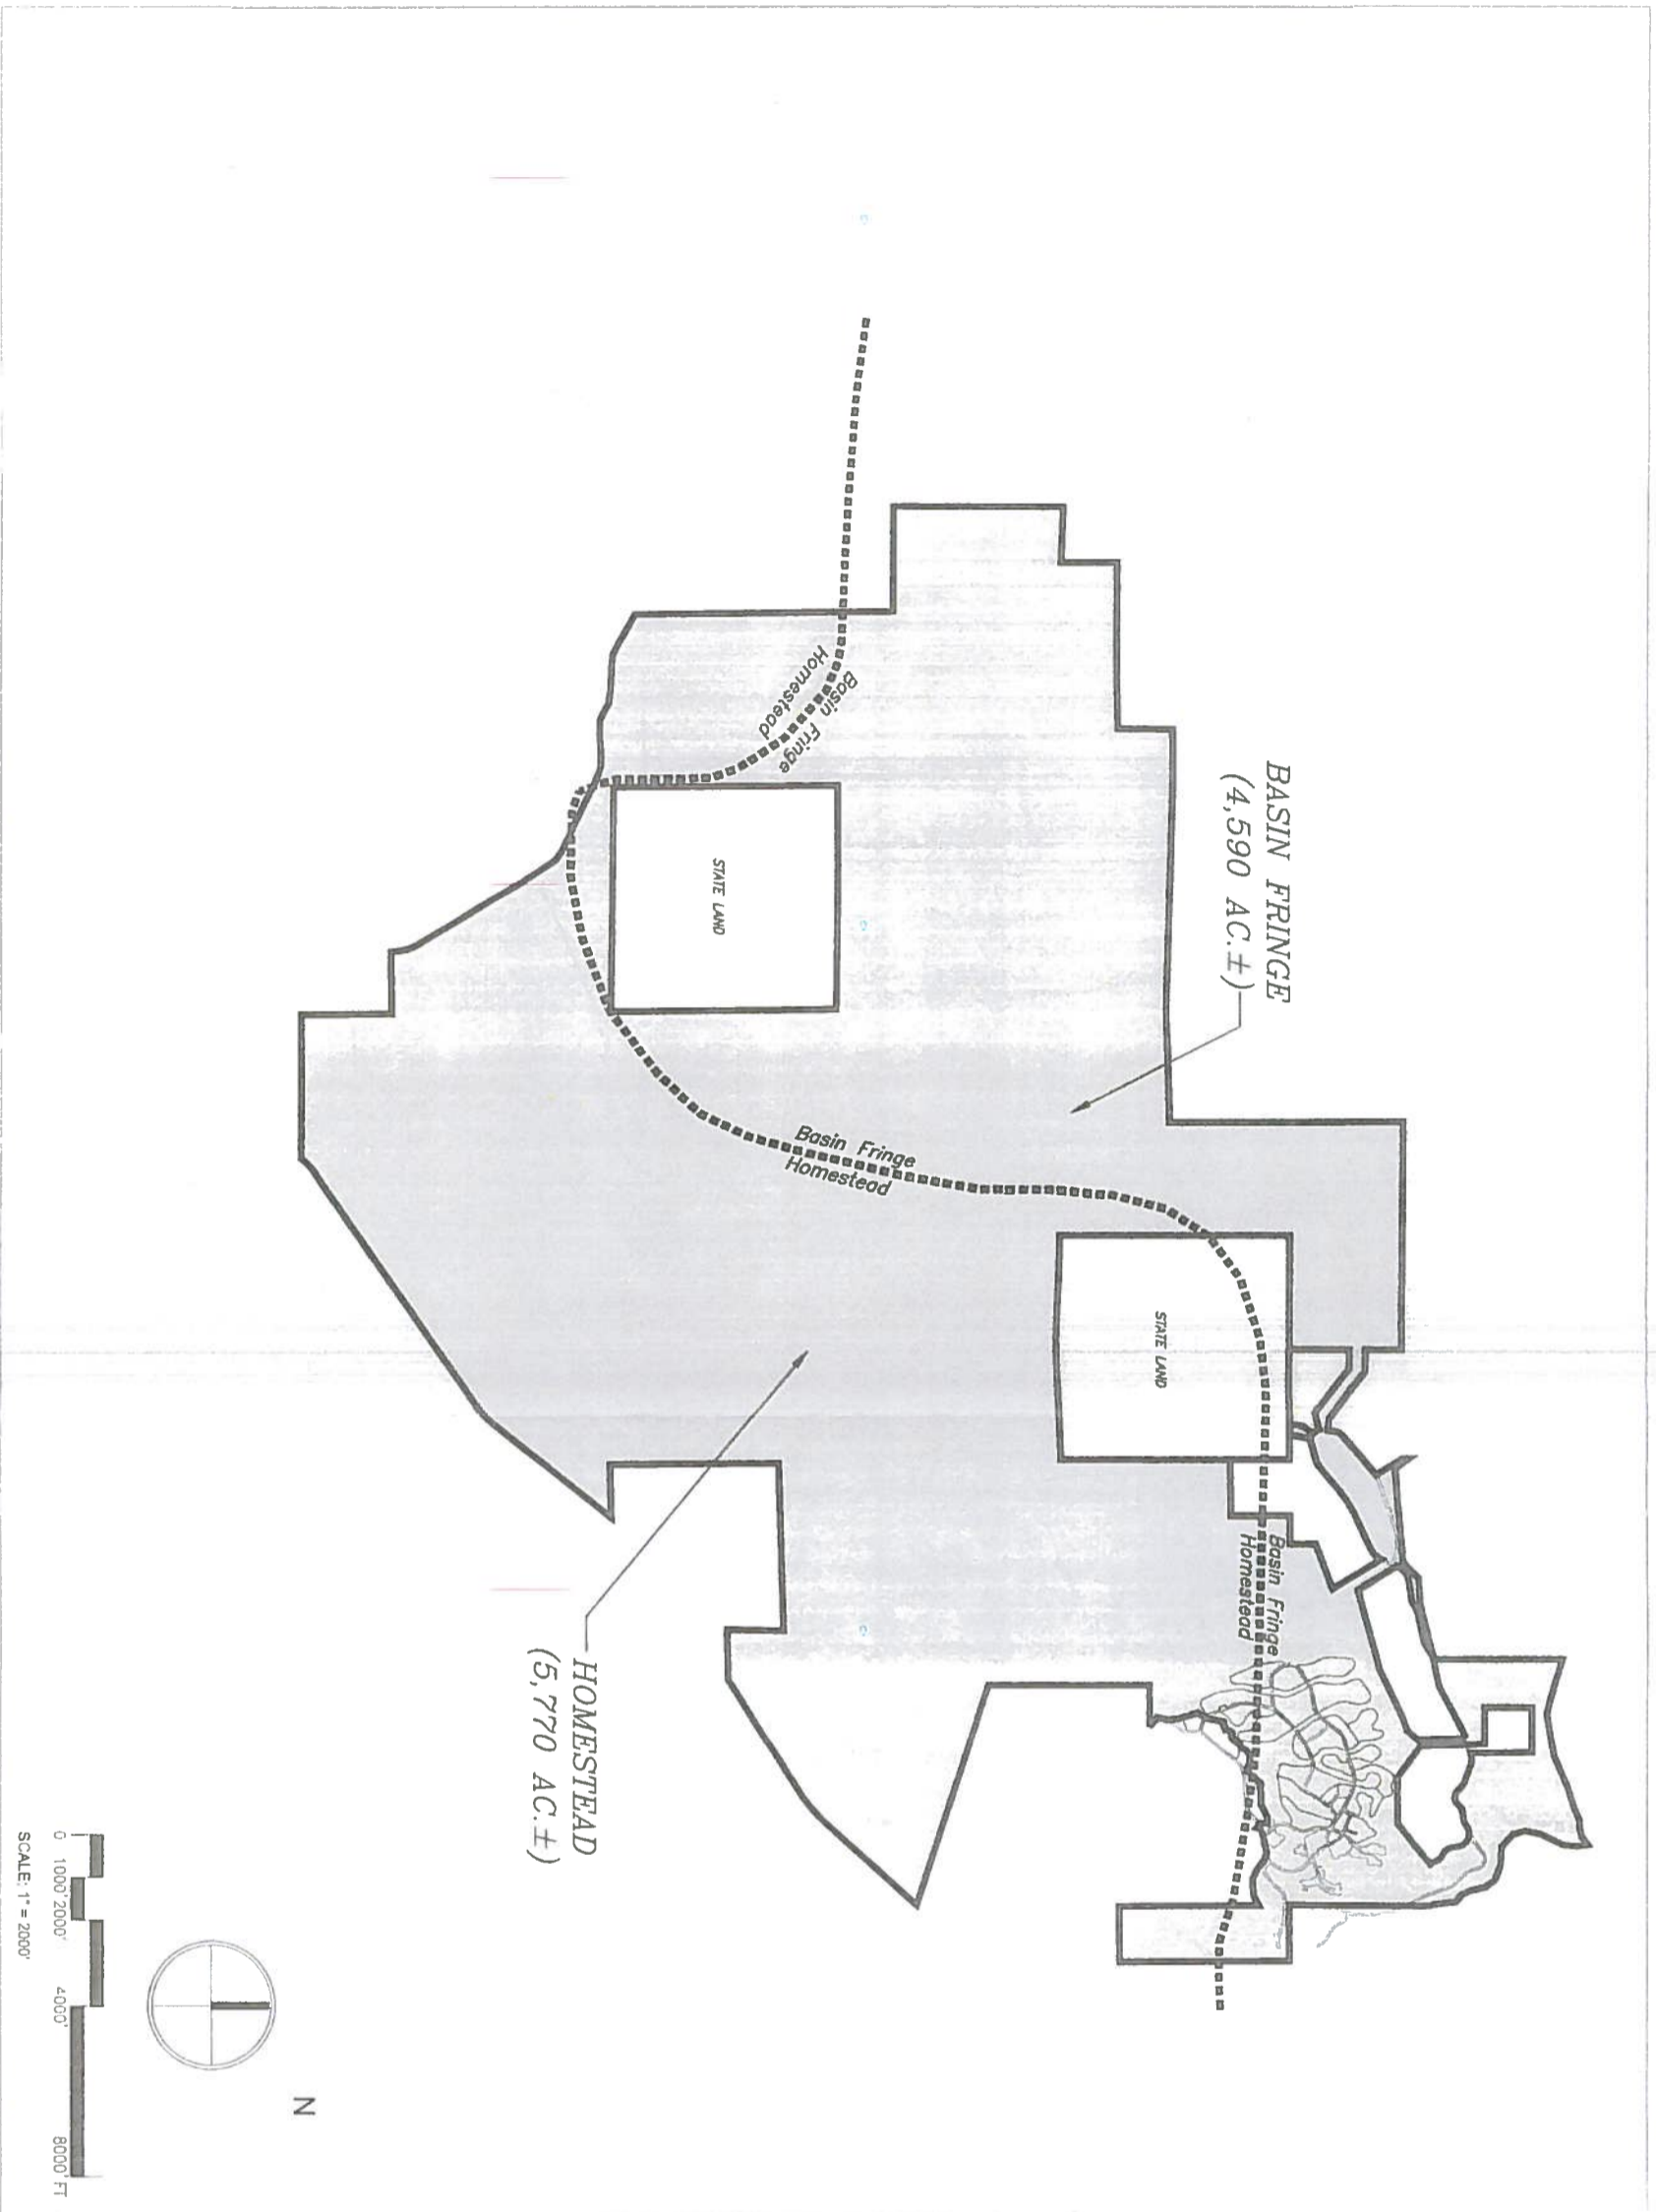 BASIN FRINGE
(4,590 AC.±)
Basin Fringe
Homestead
STATE LAND
Basin Fringe
Homestead
STATE LAND
Basin Fringe
Homestead
HOMESTEAD
(5,770 AC.±)
N
0 1000' 2000' 4000' 8000' FT
SCALE: 1" = 2000'